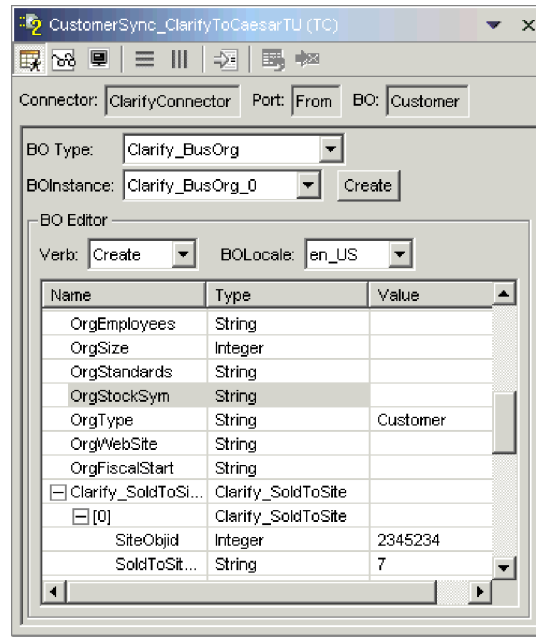 CustomerSync_ClarifyToCaesarTU (TC)
Connector: ClarifyConnector Port: From BO: Customer
BO Type: Clarify_BusOrg
BOInstance: Clarify_BusOrg_0 Create
BO Editor
Verb: Create BOLocale: en_US
Name Type Value
OrgEmployees String
OrgSize Integer
OrgStandards String
OrgStockSym String
OrgType String Customer
OrgWebSite String
OrgFiscalStart String
Clarify_SoldToSi... Clarify_SoldToSite
[0] Clarify_SoldToSite
SiteObjid Integer 2345234
SoldToSit... String 7